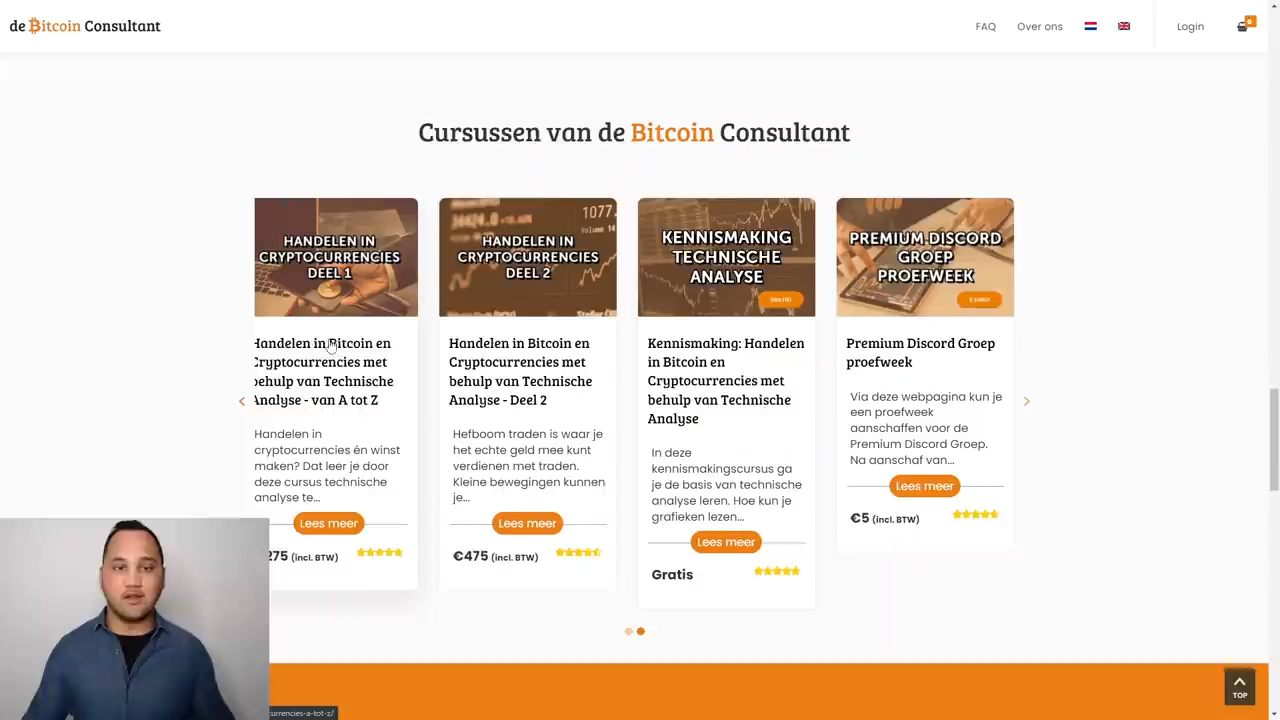 de Bitcoin Consultant
FAQ
Over ons
Login
0
Cursussen van de Bitcoin Consultant
HANDELEN IN
CRYPTOCURRENCIES
DEEL 1
Handelen in Bitcoin en
Cryptocurrencies met
behulp van Technische
Analyse - van A tot Z
Handelen in
cryptocurrencies én winst
maken? Dat leer je door
deze cursus technische
analyse te...
Lees meer
275 (incl. BTW)
1077.
Volume 14
HANDELEN IN
CRYPTOCURRENCIES
DEEL 2
Handelen in Bitcoin en
Cryptocurrencies met
behulp van Technische
Analyse - Deel 2
Hefboom traden is waar je
het echte geld mee kunt
verdienen met traden.
Kleine bewegingen kunnen
je...
Lees meer
€475 (incl. BTW)
KENNISMAKING
TECHNISCHE
ANALYSE
GRATIS!
Kennismaking: Handelen
in Bitcoin en
Cryptocurrencies met
behulp van Technische
Analyse
In deze
kennismakingscursus ga
je de basis van technische
analyse leren. Hoe kun je
grafieken lezen...
Lees meer
Gratis
PREMIUM DISCORD
GROEP
PROEFWEEK
5 EURO!
Premium Discord Groep
proefweek
Via deze webpagina kun je
een proefweek
aanschaffen voor de
Premium Discord Groep.
Na aanschaf van...
Lees meer
€5 (incl. BTW)
TOP
currencies-a-tot-z/